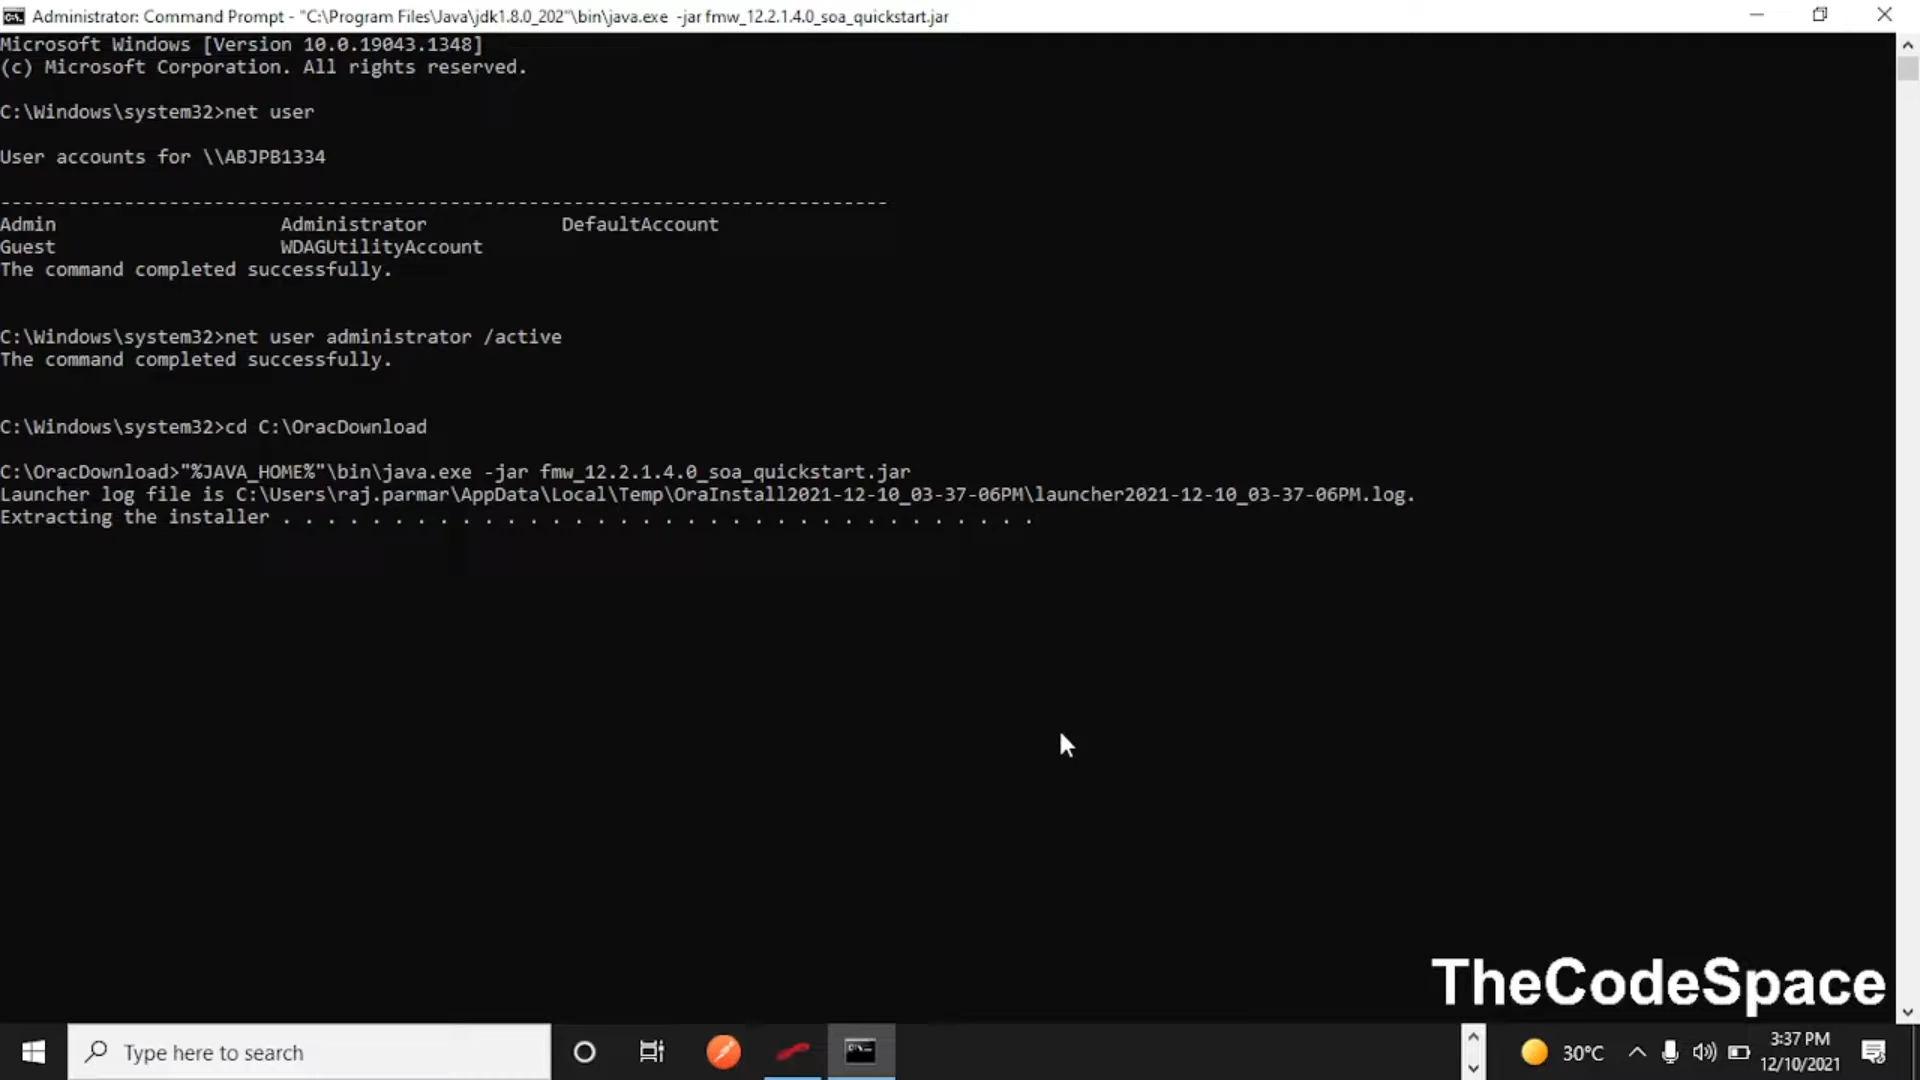 Administrator: Command Prompt - "C:\Program Files\Java\jdk1.8.0_202"\bin\java.exe -jar fmw_12.2.1.4.0_soa_quickstart.jar
Microsoft Windows [Version 10.0.19043.1348]
(c) Microsoft Corporation. All rights reserved.
C:\Windows\system32>net user
User accounts for \\ABJPB1334
-------------------------------------------------------------------------------
Admin                    Administrator            DefaultAccount
Guest                    WDAGUtilityAccount
The command completed successfully.
C:\Windows\system32>net user administrator /active
The command completed successfully.
C:\Windows\system32>cd C:\OracDownload
C:\OracDownload>"%JAVA_HOME%"\bin\java.exe -jar fmw_12.2.1.4.0_soa_quickstart.jar
Launcher log file is C:\Users\raj.parmar\AppData\Local\Temp\OraInstall2021-12-10_03-37-06PM\launcher2021-12-10_03-37-06PM.log.
Extracting the installer . . . . . . . . . . . . . . . . . . . . . . . . . . . . . . . . . .
TheCodeSpace
Type here to search
30°C
3:37 PM
12/10/2021